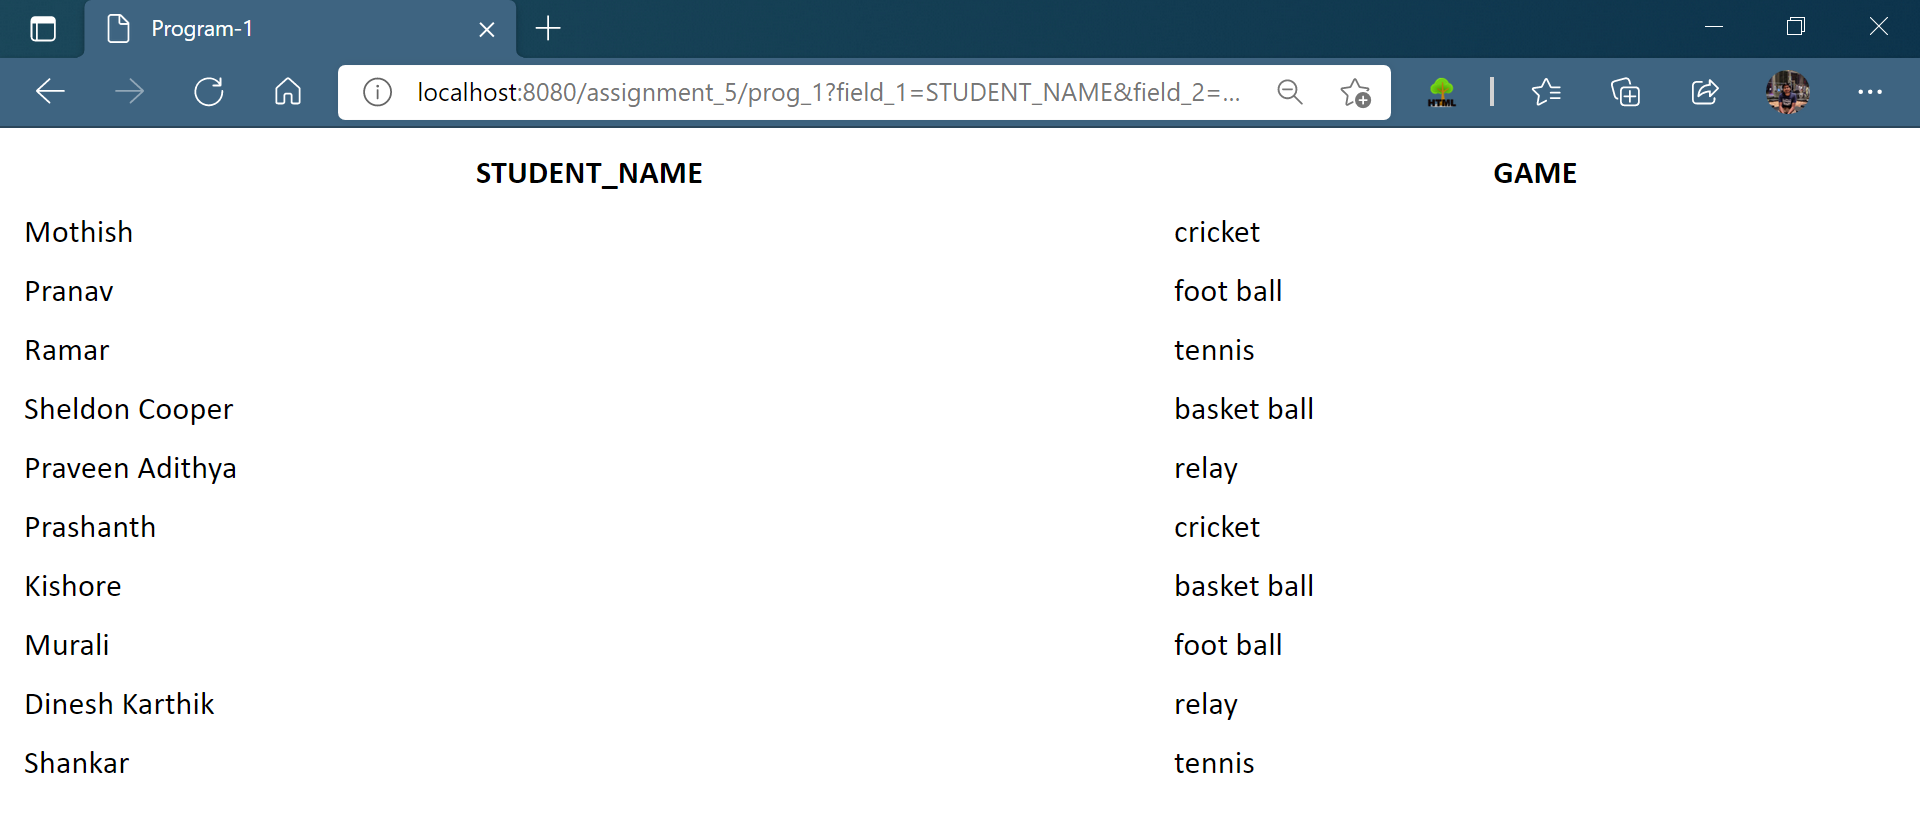 Program-1
localhost:8080/assignment_5/prog_1?field_1=STUDENT_NAME&field_2=...
HTML
STUDENT_NAME GAME
Mothish cricket
Pranav foot ball
Ramar tennis
Sheldon Cooper basket ball
Praveen Adithya relay
Prashanth cricket
Kishore basket ball
Murali foot ball
Dinesh Karthik relay
Shankar tennis